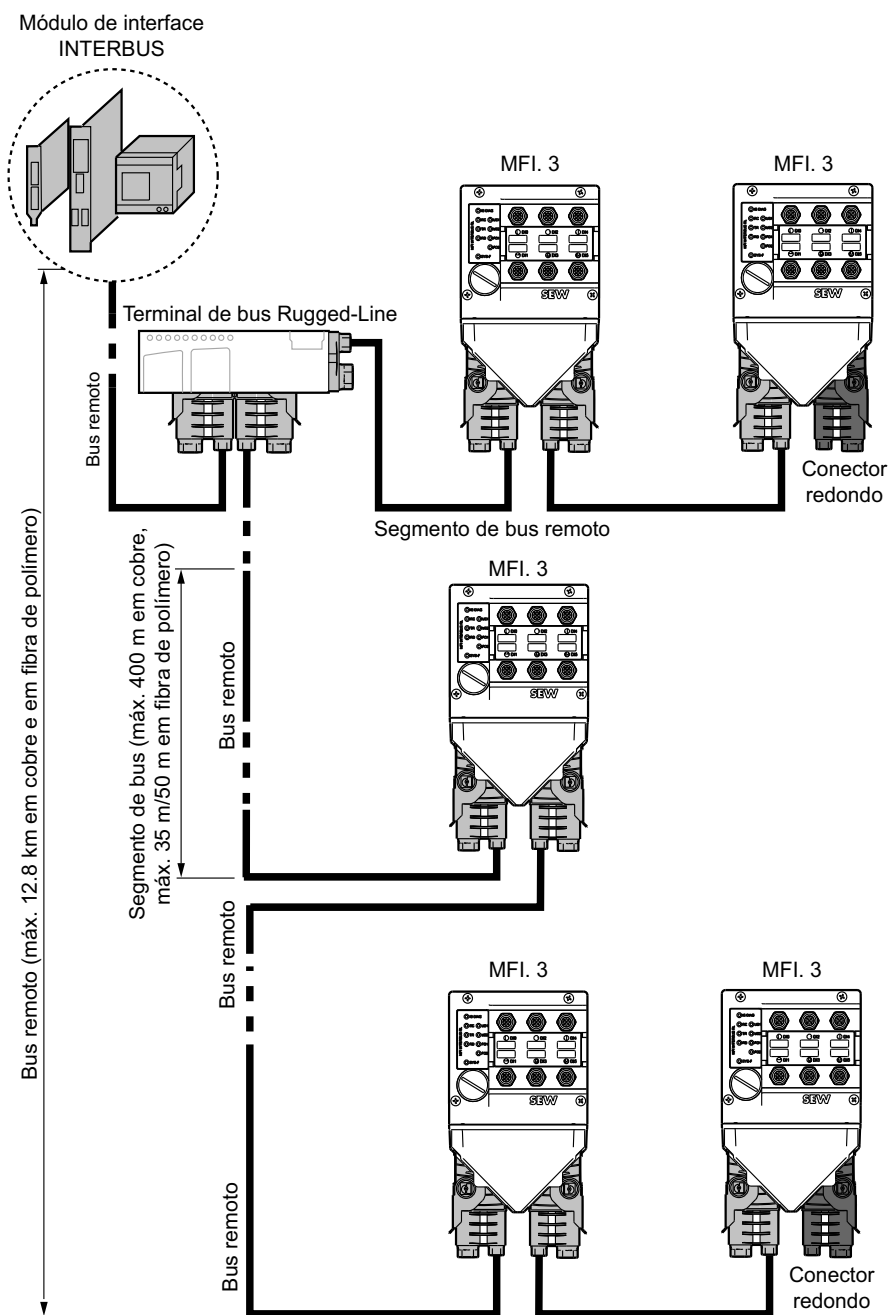 Módulo de interface
INTERBUS
MFI. 3
MFI. 3
SEW
SEW
Terminal de bus Rugged-Line
Bus remoto
Conector
redondo
Segmento de bus remoto
MFI. 3
SEW
Segmento de bus (máx. 400 m em cobre,
máx. 35 m/50 m em fibra de polímero)
Bus remoto
Bus remoto (máx. 12.8 km em cobre e em fibra de polímero)
Bus remoto
MFI. 3
MFI. 3
SEW
SEW
Bus remoto
Conector
redondo